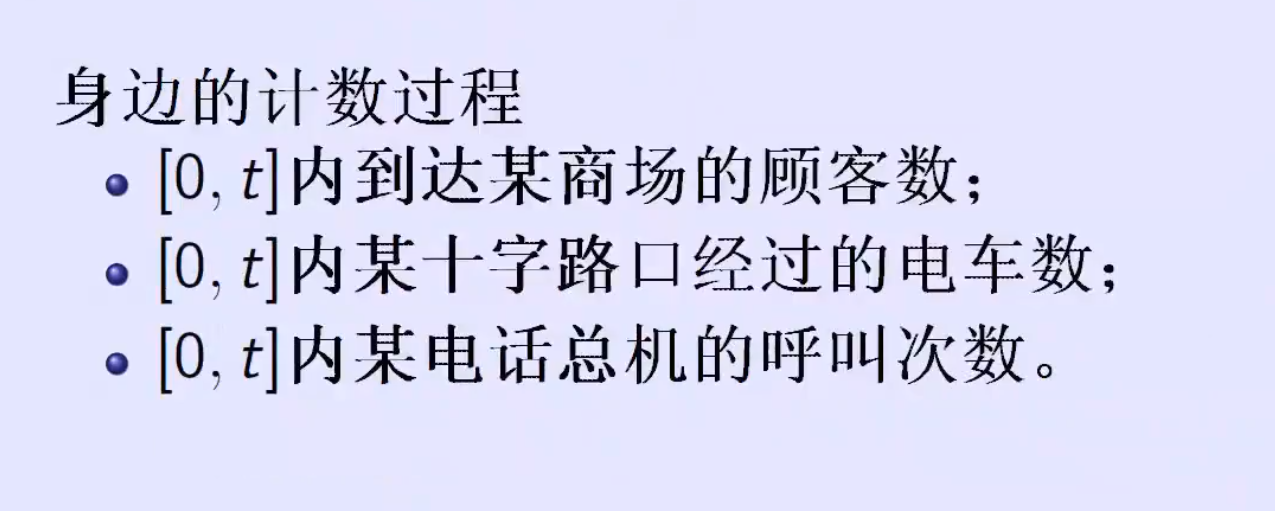 身边的计数过程
• [0, t]内到达某商场的顾客数；
• [0, t]内某十字路口经过的电车数；
• [0, t]内某电话总机的呼叫次数。